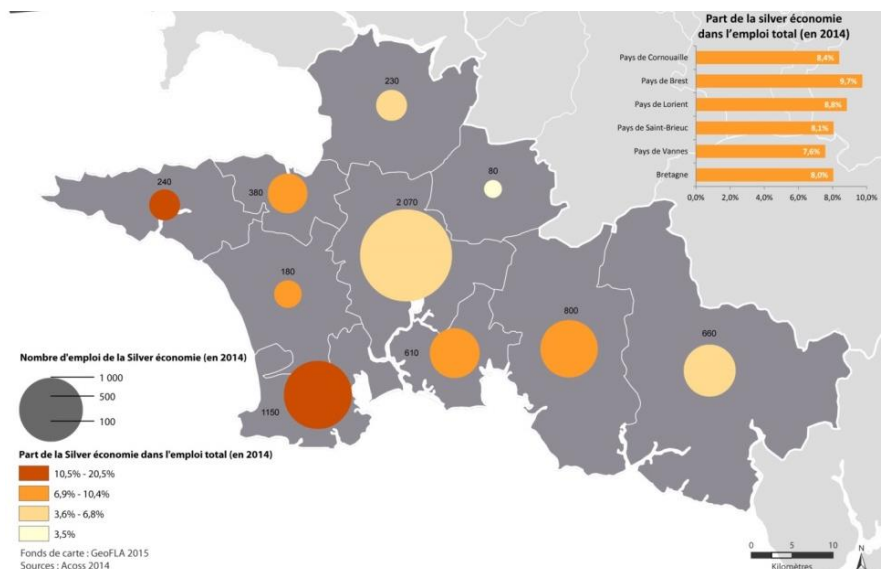 Part de la silver économie
dans l'emploi total (en 2014)
Pays de Cornouaille
8,4%
Pays de Brest
9,7%
Pays de Lorient
8,8%
Pays de Saint-Brieuc
8,1%
Pays de Vannes
7,6%
Bretagne
8,0%
0,0% 2,0% 4,0% 6,0% 8,0% 10,0%
230
240
380
80
2 070
180
800
660
610
1150
Nombre d'emploi de la Silver économie (en 2014)
1 000
500
100
Part de la Silver économie dans l'emploi total (en 2014)
10,5% - 20,5%
6,9% - 10,4%
3,6% - 6,8%
3,5%
Fonds de carte : GeoFLA 2015
Sources : Acoss 2014
0 5 10
Kilomètres
N